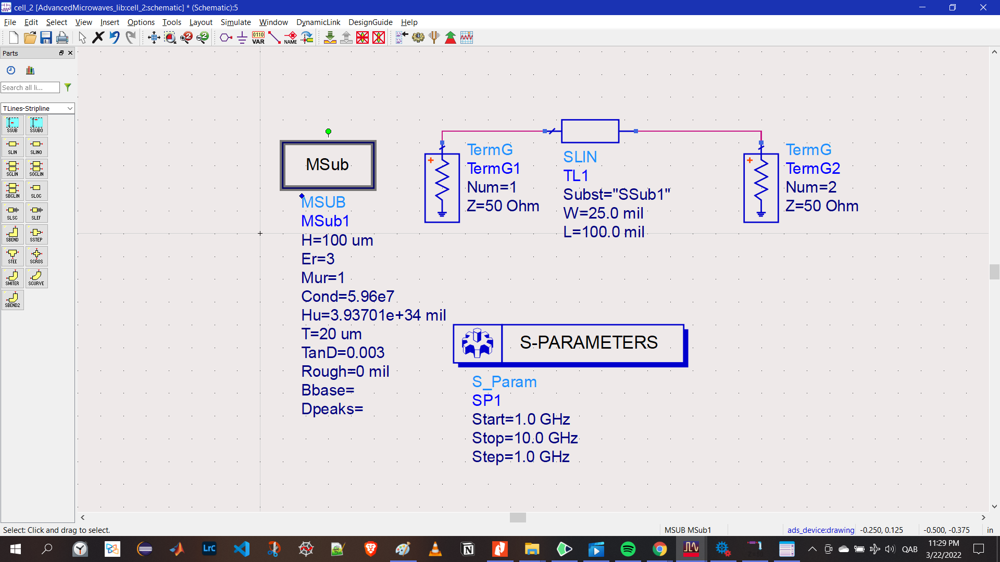 cell_2 [AdvancedMicrowaves_lib:cell_2:schematic] * (Schematic):5
File Edit Select View Insert Options Tools Layout Simulate Window DynamicLink DesignGuide Help
0110
VAR
NAME
Parts
Search all li...
TLines-Stripline
SSUB SSUBO
SLIN SLINO
SCLIN SOCLIN
SBCLIN SLOC
SLSC SLEF
SBEND SSTEP
STEE SCROS
SMITER SCURVE
SBEND2
MSub
MSUB
MSub1
H=100 um
Er=3
Mur=1
Cond=5.96e7
Hu=3.93701e+34 mil
T=20 um
TanD=0.003
Rough=0 mil
Bbase=
Dpeaks=
TermG
TermG1
Num=1
Z=50 Ohm
SLIN
TL1
Subst="SSub1"
W=25.0 mil
L=100.0 mil
TermG
TermG2
Num=2
Z=50 Ohm
S-PARAMETERS
S_Param
SP1
Start=1.0 GHz
Stop=10.0 GHz
Step=1.0 GHz
Select: Click and drag to select.
MSUB MSub1
ads_device:drawing
-0.250, 0.125
-0.500, -0.375
in
Lrc
QAB
11:29 PM
3/22/2022